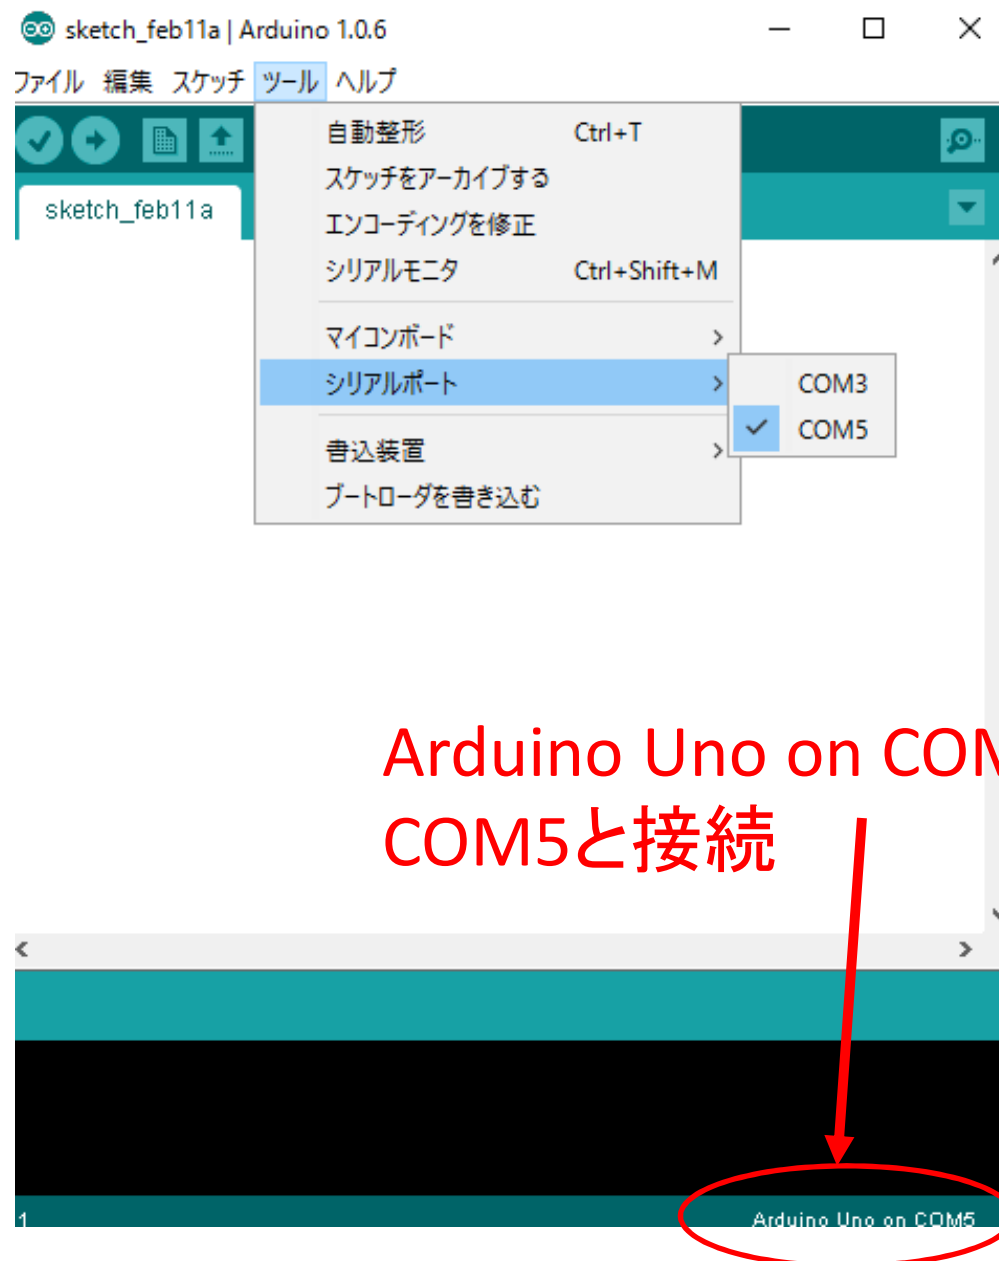 sketch_feb11a | Arduino 1.0.6
ファイル 編集 スケッチ ツール ヘルプ
自動整形 Ctrl+T
スケッチをアーカイブする
エンコーディングを修正
シリアルモニタ Ctrl+Shift+M
マイコンボード
シリアルポート
書込装置
ブートローダを書き込む
COM3
COM5
sketch_feb11a
Arduino Uno on COM
COM5と接続
1
Arduino Uno on COM5